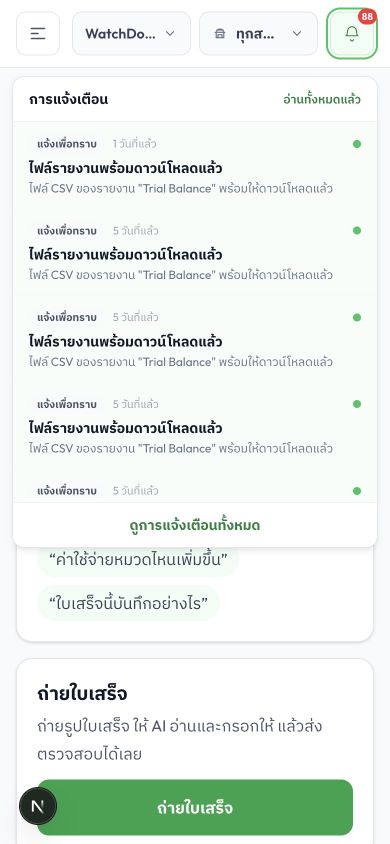 WatchDo...
ทุกส...
88
การแจ้งเตือน
อ่านทั้งหมดแล้ว
แจ้งเพื่อทราบ 1 วันที่แล้ว
ไฟล์รายงานพร้อมดาวน์โหลดแล้ว
ไฟล์ CSV ของรายงาน "Trial Balance" พร้อมให้ดาวน์โหลดแล้ว
แจ้งเพื่อทราบ 5 วันที่แล้ว
ไฟล์รายงานพร้อมดาวน์โหลดแล้ว
ไฟล์ CSV ของรายงาน "Trial Balance" พร้อมให้ดาวน์โหลดแล้ว
แจ้งเพื่อทราบ 5 วันที่แล้ว
ไฟล์รายงานพร้อมดาวน์โหลดแล้ว
ไฟล์ CSV ของรายงาน "Trial Balance" พร้อมให้ดาวน์โหลดแล้ว
แจ้งเพื่อทราบ 5 วันที่แล้ว
ไฟล์รายงานพร้อมดาวน์โหลดแล้ว
ไฟล์ CSV ของรายงาน "Trial Balance" พร้อมให้ดาวน์โหลดแล้ว
แจ้งเพื่อทราบ 5 วันที่แล้ว
ดูการแจ้งเตือนทั้งหมด
“ค่าใช้จ่ายหมวดไหนเพิ่มขึ้น”
“ใบเสร็จนี้บันทึกอย่างไร”
ถ่ายใบเสร็จ
ถ่ายรูปใบเสร็จ ให้ AI อ่านและกรอกให้ แล้วส่ง
ตรวจสอบได้เลย
N
ถ่ายใบเสร็จ